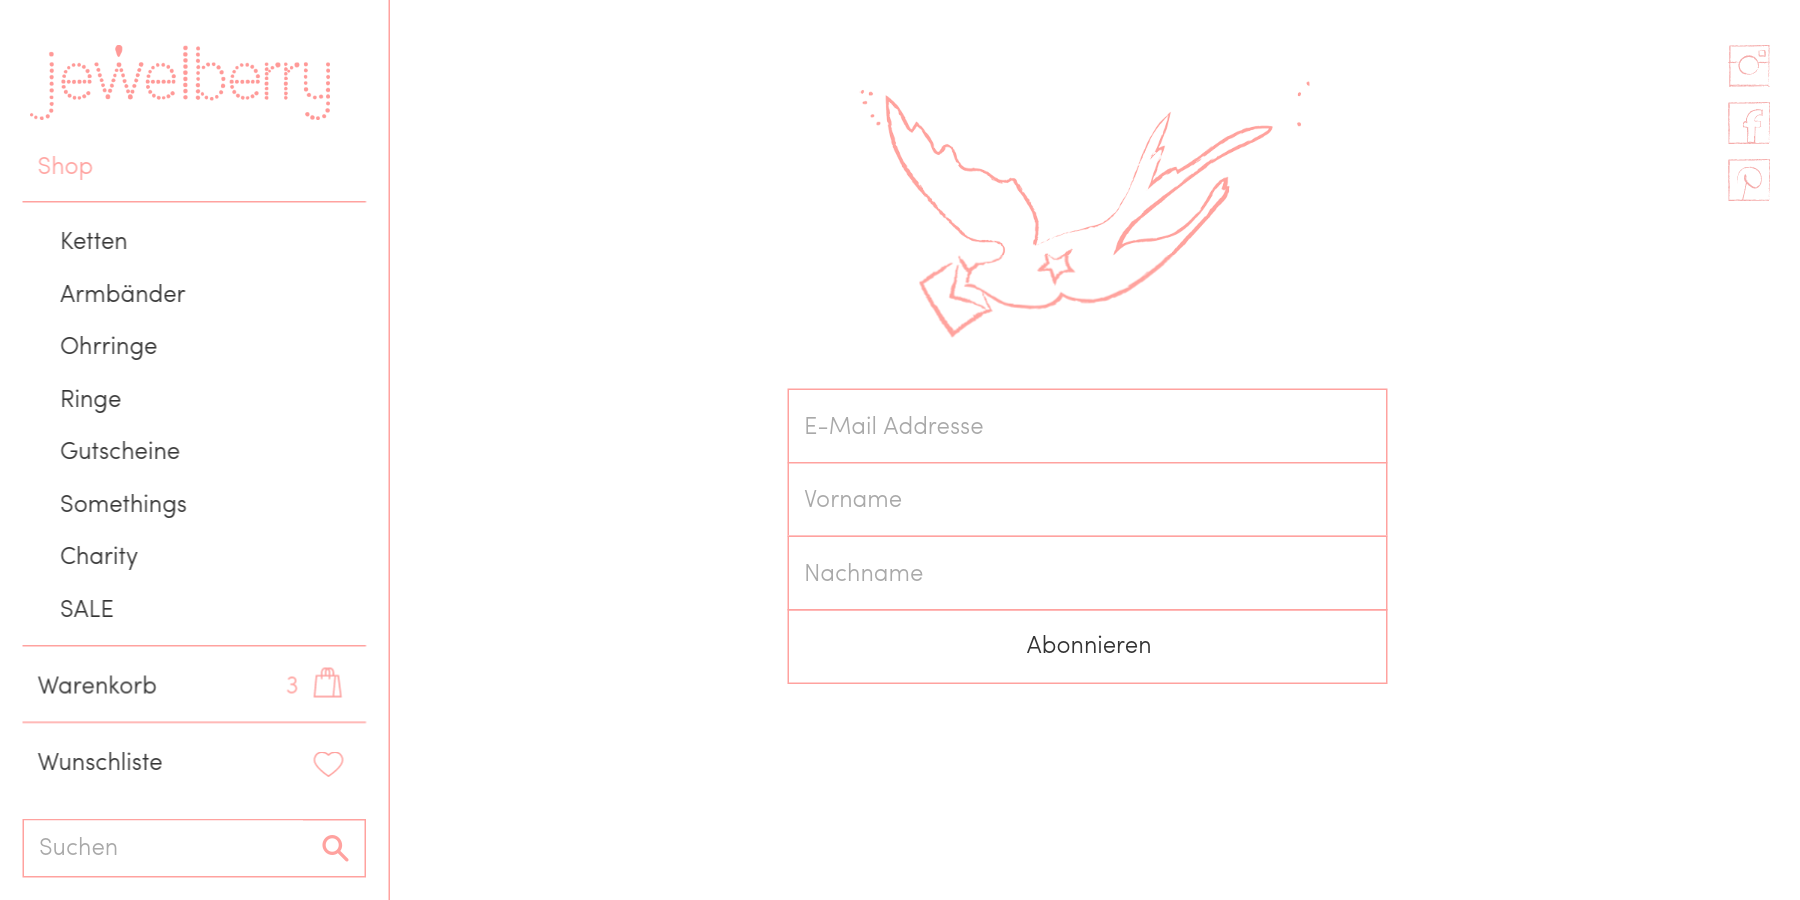 jewelberry
Shop
Ketten
Armbänder
Ohrringe
Ringe
Gutscheine
Somethings
Charity
SALE
Warenkorb 3
Wunschliste
Suchen
E-Mail Addresse
Vorname
Nachname
Abonnieren